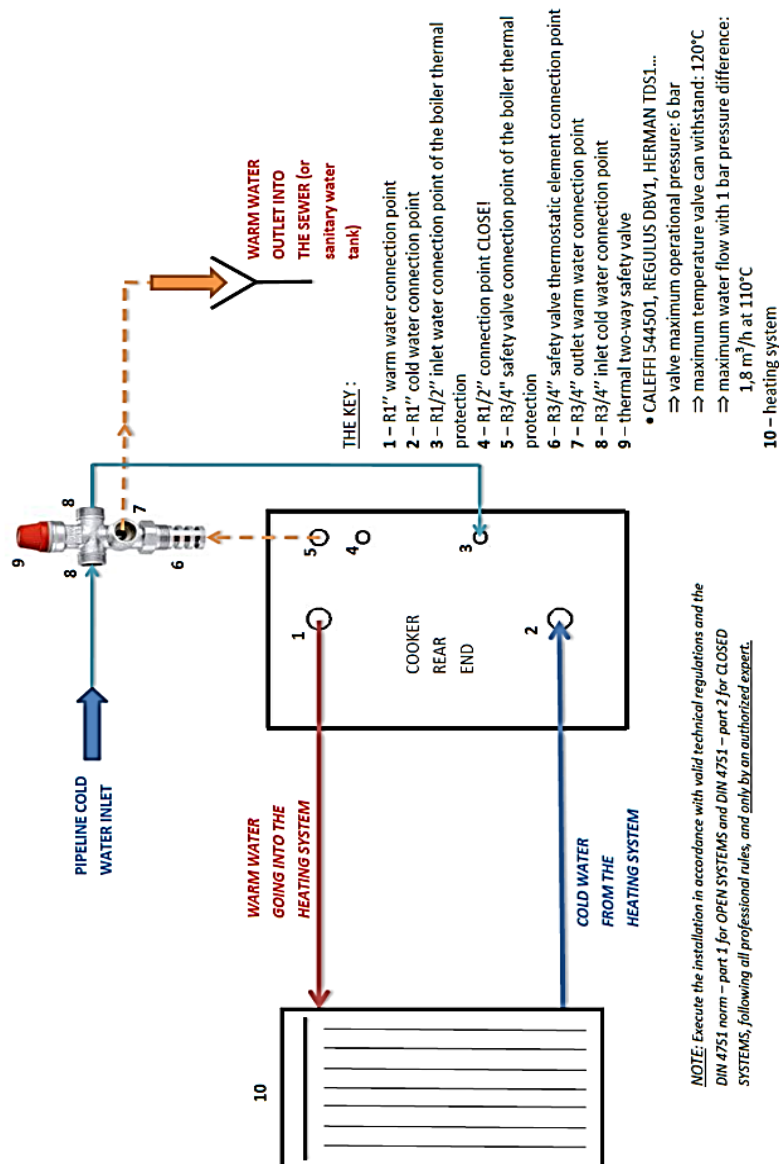 9
8
8
7
6
PIPELINE COLD
WATER INLET
WARM WATER
OUTLET INTO
THE SEWER (or
sanitary water
tank)
WARM WATER
GOING INTO THE
HEATING SYSTEM
1
5
4
3
2
COOKER
REAR
END
COLD WATER
FROM THE
HEATING SYSTEM
10
THE KEY :
1 – R1'' warm water connection point
2 – R1'' cold water connection point
3 – R1/2'' inlet water connection point of the boiler thermal
protection
4 – R1/2'' connection point CLOSE!
5 – R3/4'' safety valve connection point of the boiler thermal
protection
6 – R3/4'' safety valve thermostatic element connection point
7 – R3/4'' outlet warm water connection point
8 – R3/4'' inlet cold water connection point
9 – thermal two-way safety valve
• CALEFFI 544501, REGULUS DBV1, HERMAN TDS1...
⇒ valve maximum operational pressure: 6 bar
⇒ maximum temperature valve can withstand: 120°C
⇒ maximum water flow with 1 bar pressure difference:
1,8 m³/h at 110°C
10 – heating system
NOTE: Execute the installation in accordance with valid technical regulations and the
DIN 4751 norm – part 1 for OPEN SYSTEMS and DIN 4751 – part 2 for CLOSED
SYSTEMS, following all professional rules, and only by an authorized expert.